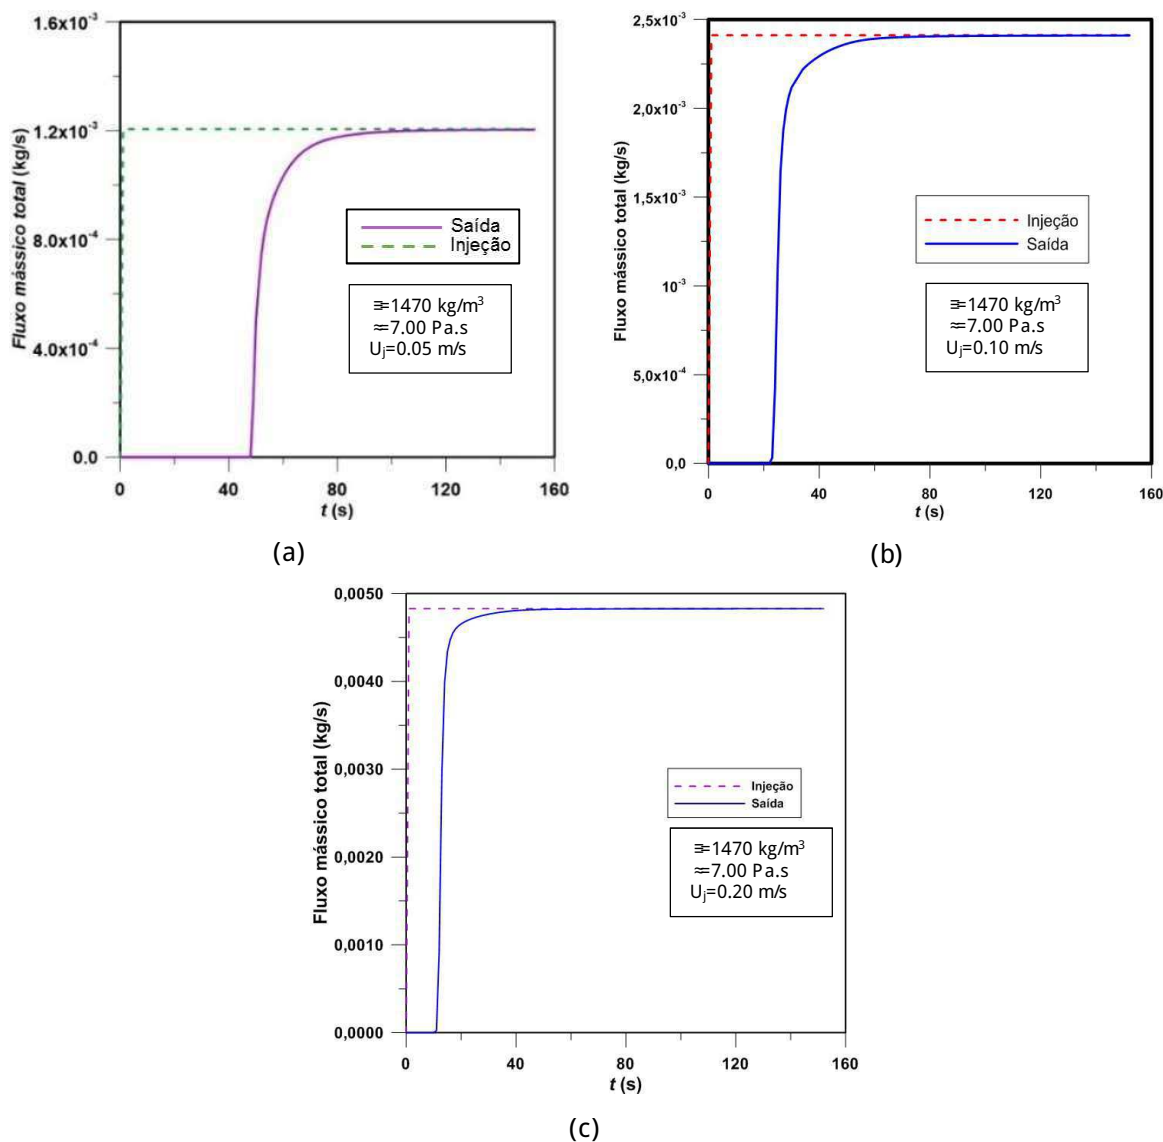 1.6x10⁻³
1.2x10⁻³
8.0x10⁻⁴
4.0x10⁻⁴
0.0
Fluxo mássico total (kg/s)
Saída
Injeção
=1470 kg/m³
=7.00 Pa.s
Uⱼ=0.05 m/s
0 40 80 120 160
t (s)
(a)
2,5x10⁻³
2,0x10⁻³
1,5x10⁻³
10⁻³
5,0x10⁻⁴
0,0
Fluxo mássico total (kg/s)
Injeção
Saída
=1470 kg/m³
=7.00 Pa.s
Uⱼ=0.10 m/s
0 40 80 120 160
t (s)
(b)
0,0050
0,0040
0,0030
0,0020
0,0010
0,0000
Fluxo mássico total (kg/s)
Injeção
Saída
=1470 kg/m³
=7.00 Pa.s
Uⱼ=0.20 m/s
0 40 80 120 160
t (s)
(c)